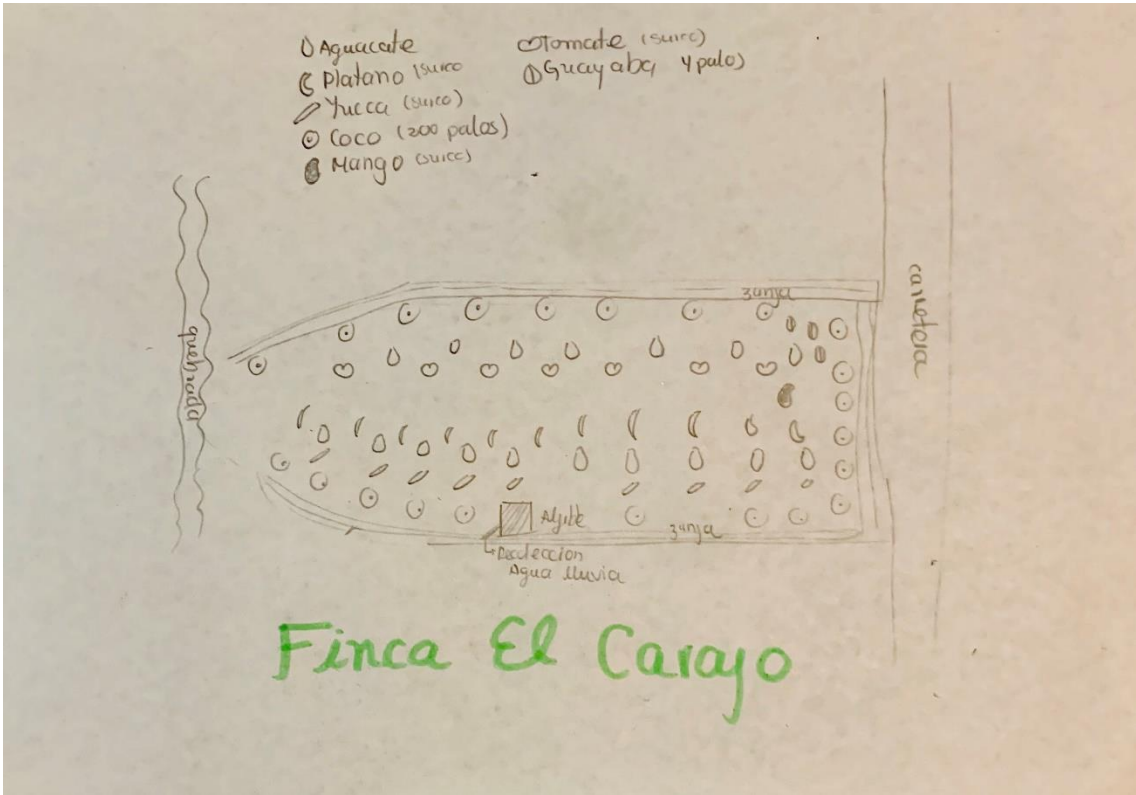 Aguacate
Platano (surco
Yucca (surco)
Coco (200 palos)
Mango (surco)
Tomate (surco)
Guayaba 4 palo)
zanja
carretera
quebrada
Aljibe
zanja
Recoleccion
Agua lluvia
Finca El Carajo